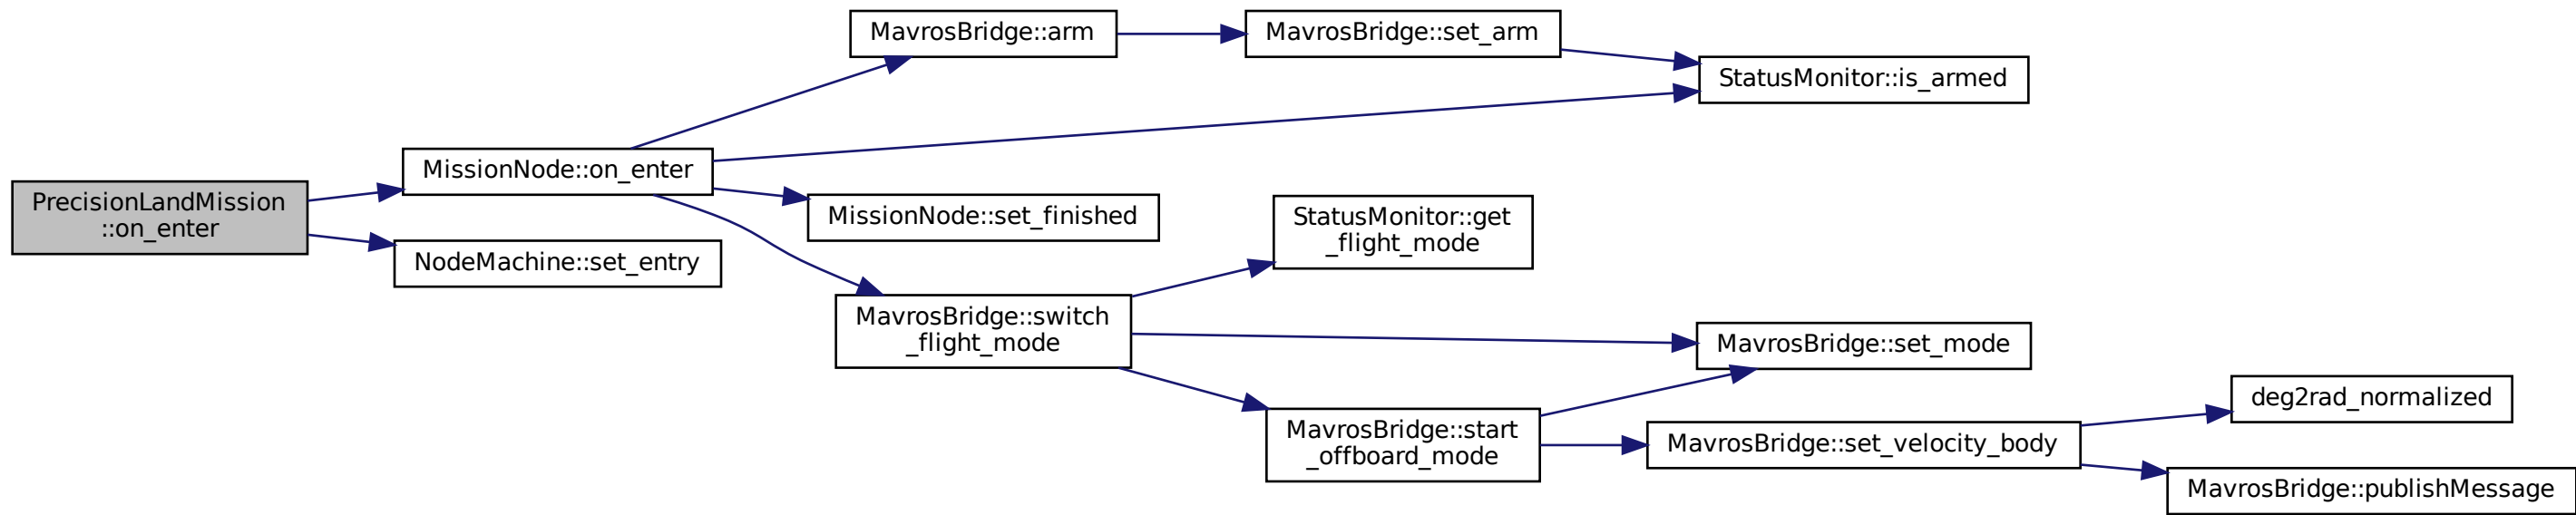 PrecisionLandMission
::on_enter
MissionNode::on_enter
NodeMachine::set_entry
MavrosBridge::arm
MavrosBridge::set_arm
StatusMonitor::is_armed
MissionNode::set_finished
MavrosBridge::switch
_flight_mode
StatusMonitor::get
_flight_mode
MavrosBridge::set_mode
MavrosBridge::start
_offboard_mode
MavrosBridge::set_velocity_body
deg2rad_normalized
MavrosBridge::publishMessage